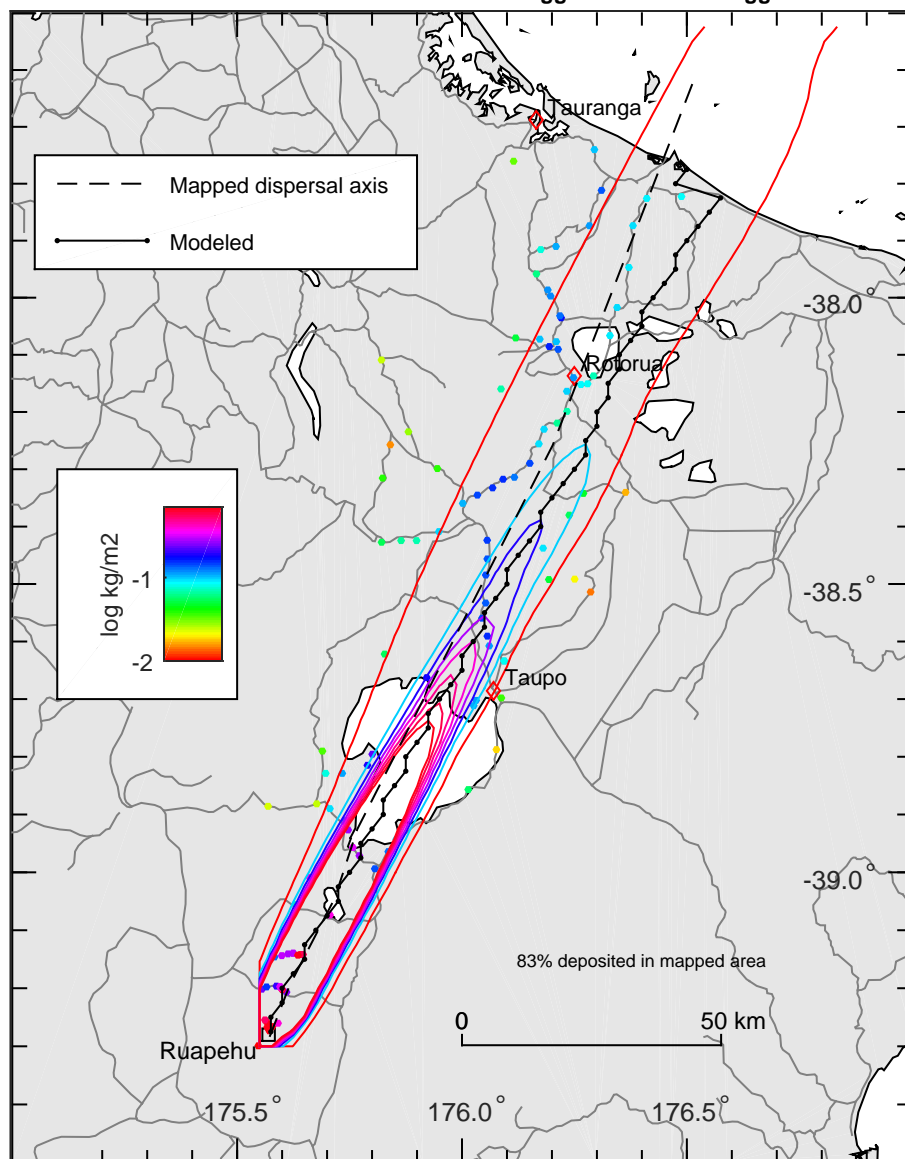 Tauranga
Mapped dispersal axis
Modeled
-38.0°
Rotorua
log kg/m2
-1
-2
-38.5°
Taupo
-39.0°
83% deposited in mapped area
0
50 km
Ruapehu
175.5°
176.0°
176.5°